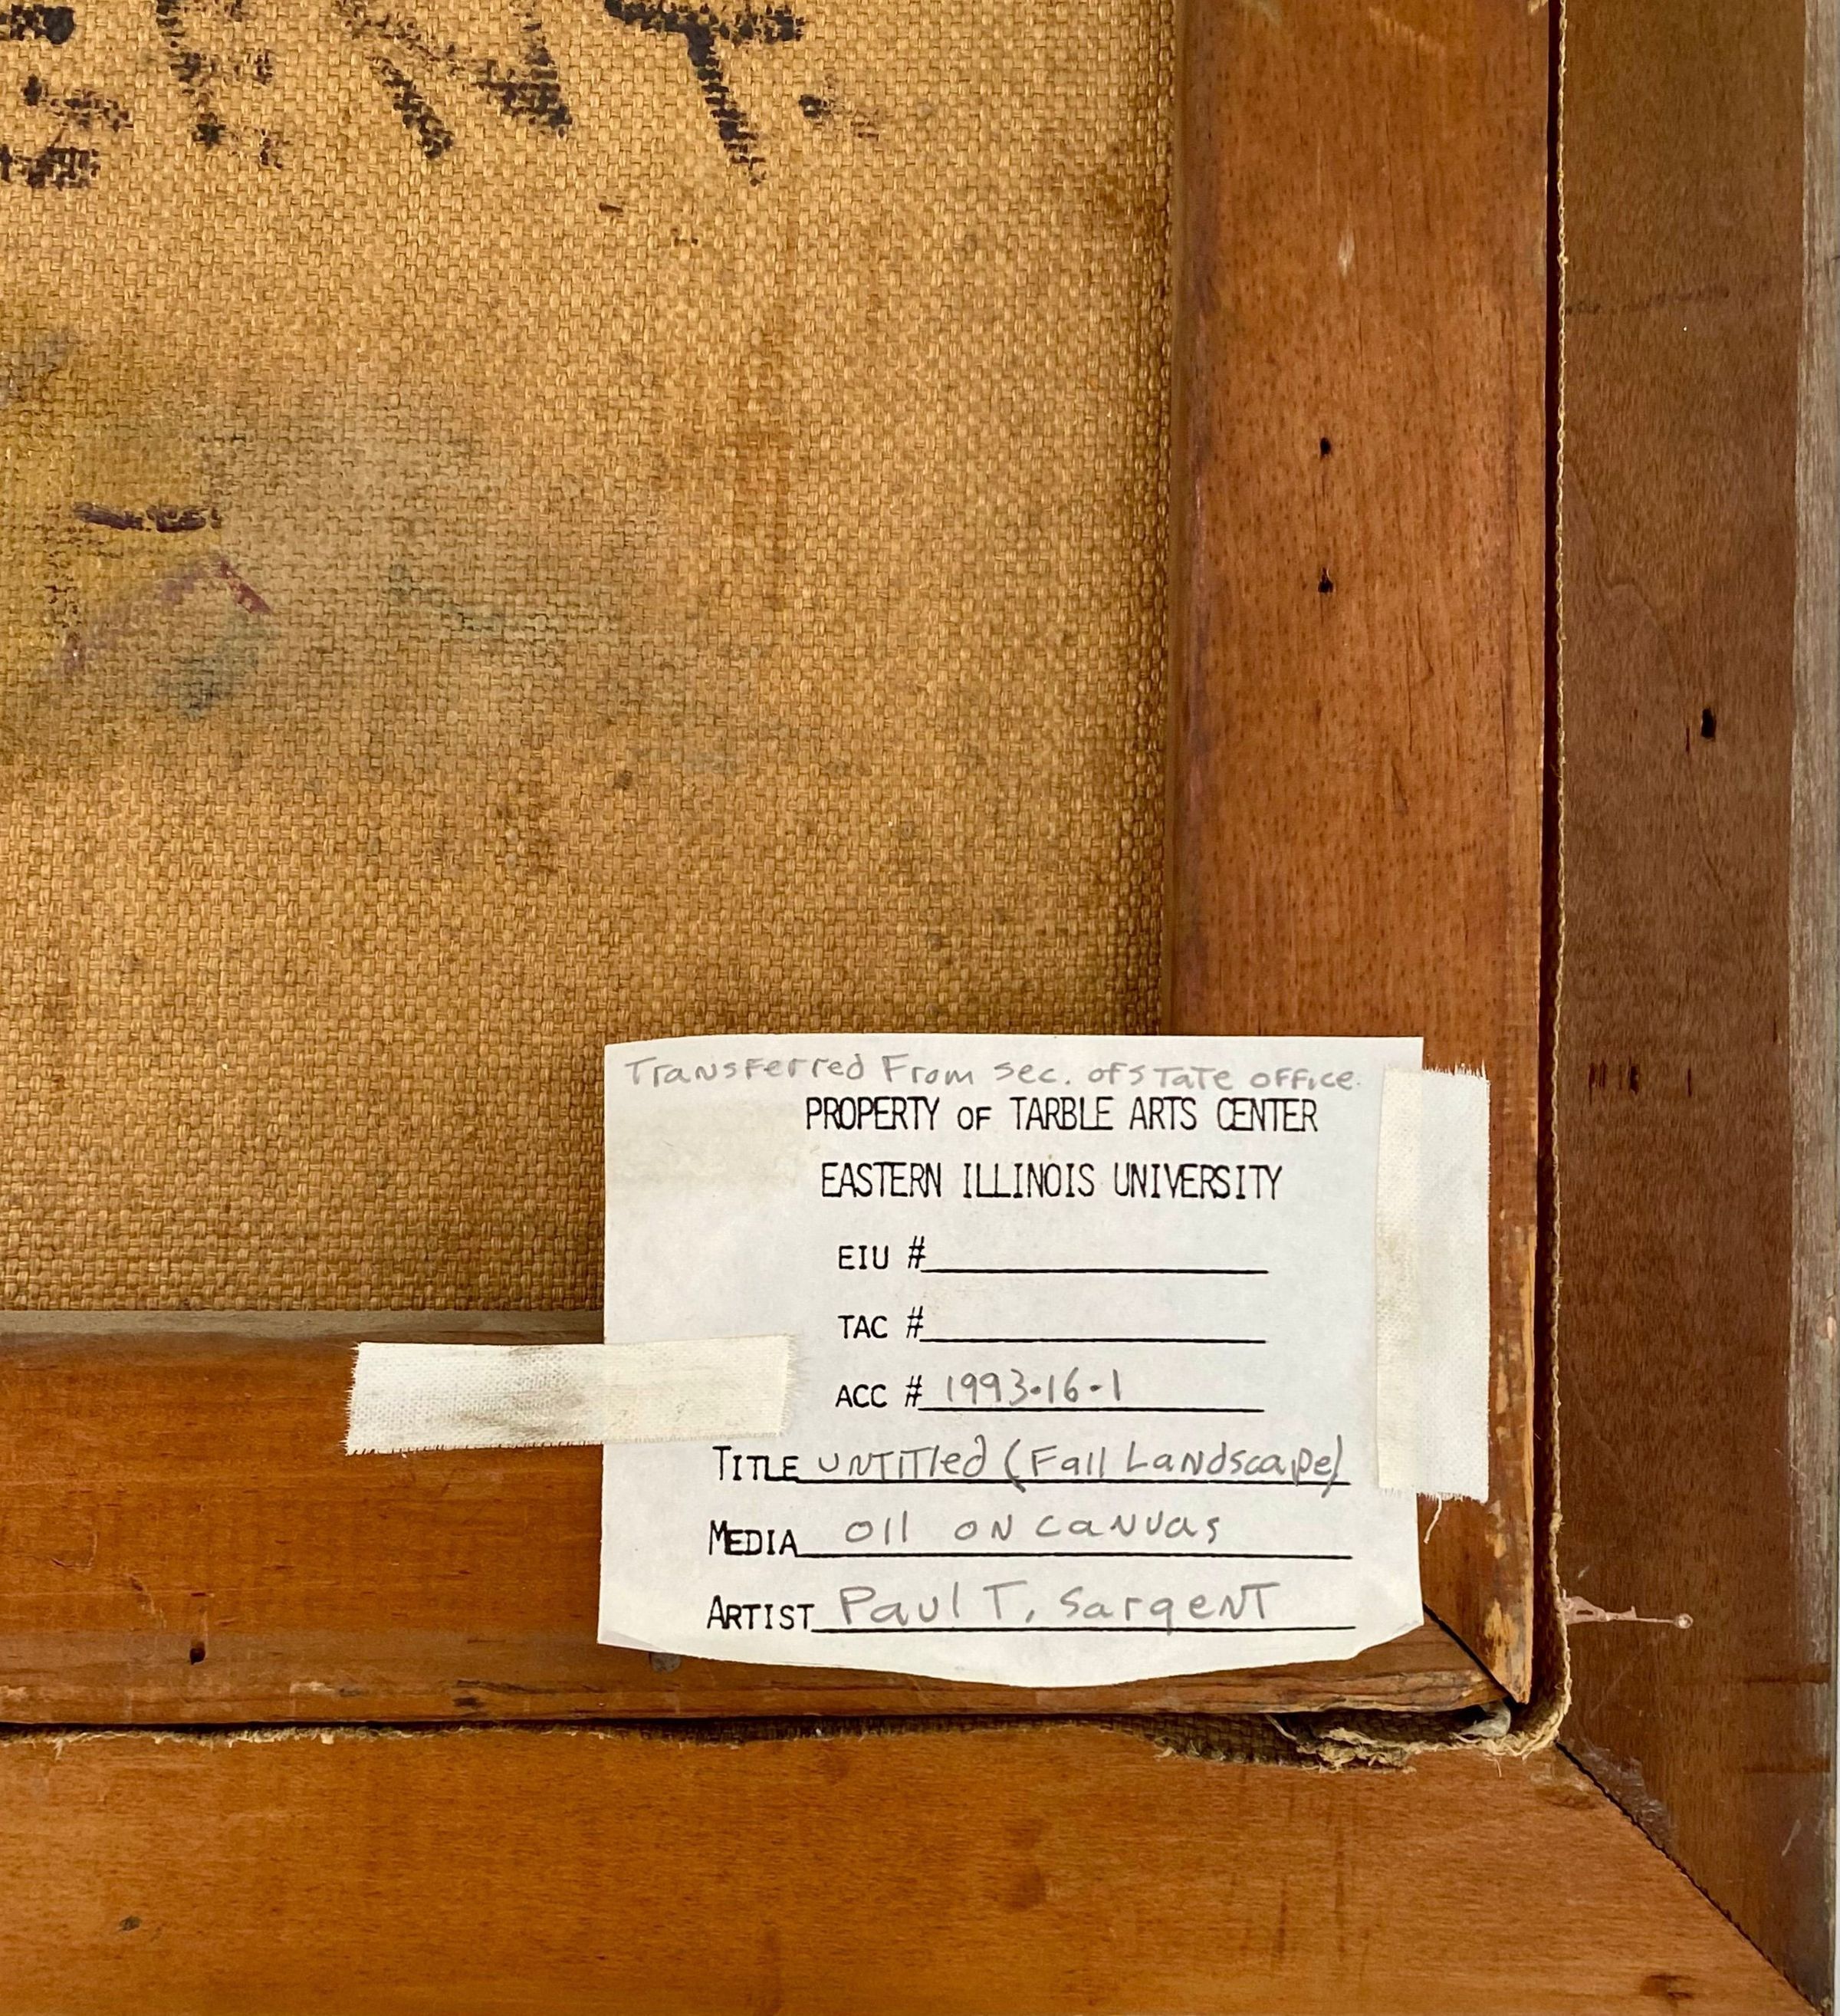 ENT.
Transferred From sec. of state office.
PROPERTY OF TARBLE ARTS CENTER
EASTERN ILLINOIS UNIVERSITY
EIU #
TAC #
ACC # 1993.16.1
TITLE untitled (Fall Landscape)
MEDIA oil on canvas
ARTIST Paul T. Sargent